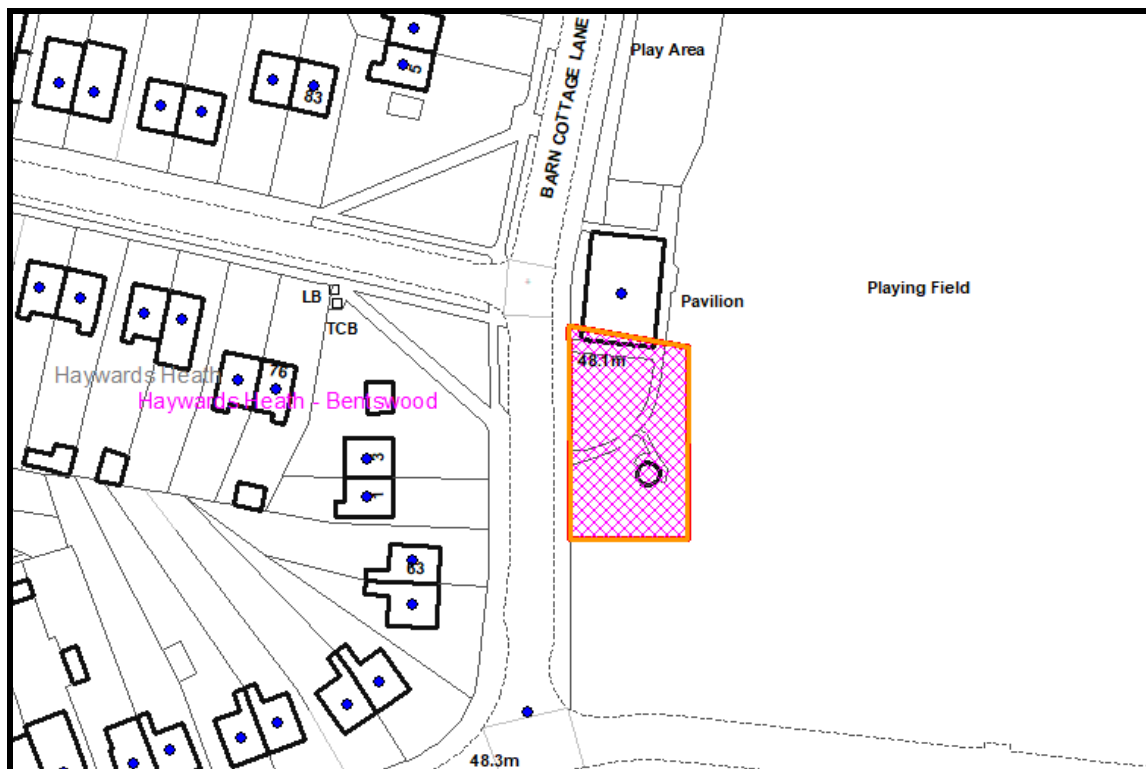 Play Area
5
83
BARN COTTAGE LANE
Playing Field
LB
Pavilion
TCB
48.1m
76
Haywards Heath
Haywards Heath - Bentswood
3
1
63
48.3m